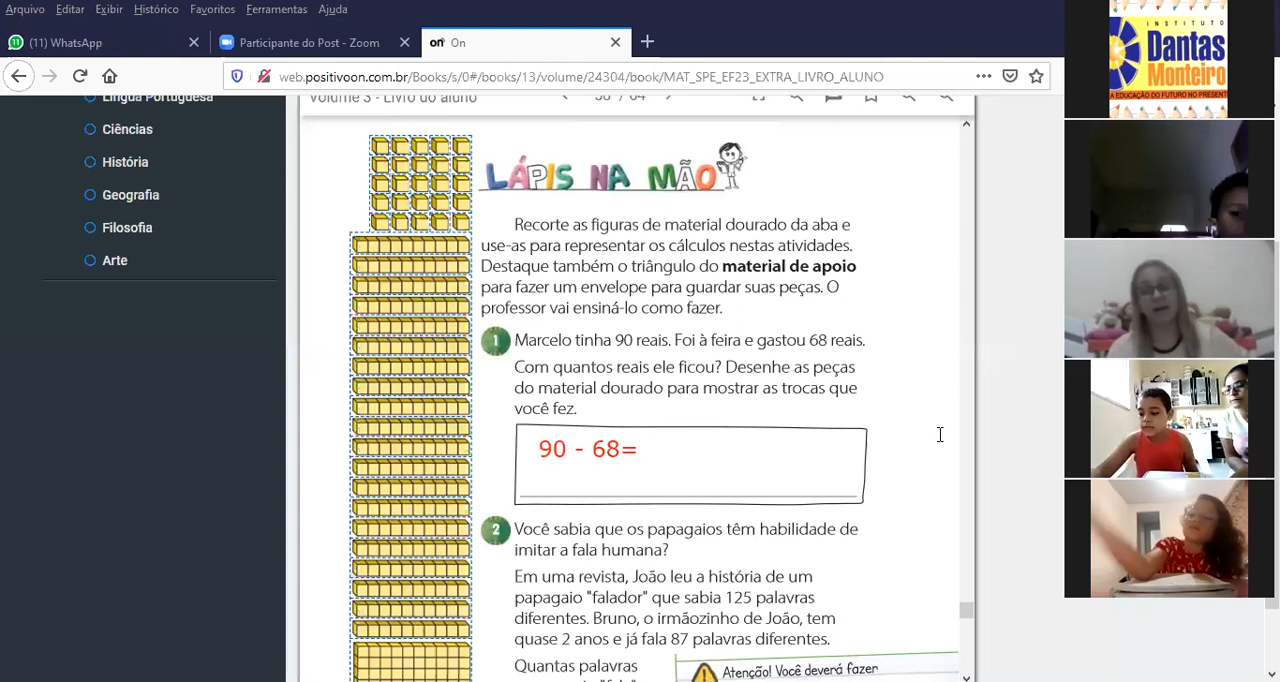 Arquivo Editar Exibir Histórico Favoritos Ferramentas Ajuda
(11) WhatsApp
Participante do Post - Zoom
on On
web.positivoon.com.br/Books/s/0#/books/13/volume/24304/book/MAT_SPE_EF23_EXTRA_LIVRO_ALUNO
Língua Portuguesa
Ciências
História
Geografia
Filosofia
Arte
Volume 3 - Livro do aluno
58 / 64
LÁPIS NA MÃO
Recorte as figuras de material dourado da aba e
use-as para representar os cálculos nestas atividades.
Destaque também o triângulo do material de apoio
para fazer um envelope para guardar suas peças. O
professor vai ensiná-lo como fazer.
1 Marcelo tinha 90 reais. Foi à feira e gastou 68 reais.
Com quantos reais ele ficou? Desenhe as peças
do material dourado para mostrar as trocas que
você fez.
90 - 68=
2 Você sabia que os papagaios têm habilidade de
imitar a fala humana?
Em uma revista, João leu a história de um
papagaio "falador" que sabia 125 palavras
diferentes. Bruno, o irmãozinho de João, tem
quase 2 anos e já fala 87 palavras diferentes.
Quantas palavras
Atenção! Você deverá fazer
INSTITUTO
Dantas
Monteiro
A EDUCAÇÃO DO FUTURO NO PRESENTE